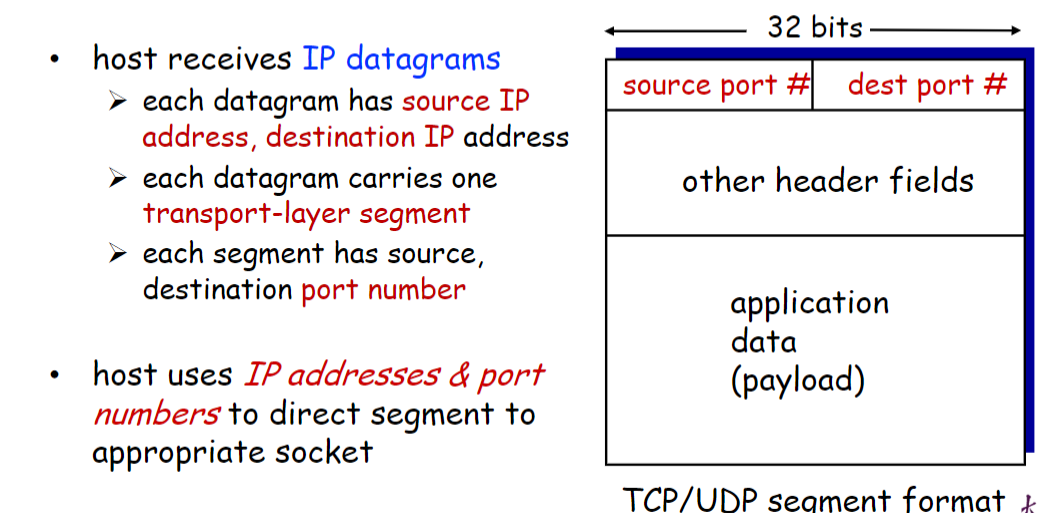 • host receives IP datagrams
➢ each datagram has source IP
address, destination IP address
➢ each datagram carries one
transport-layer segment
➢ each segment has source,
destination port number
• host uses IP addresses & port
numbers to direct segment to
appropriate socket
32 bits
source port # dest port #
other header fields
application
data
(payload)
TCP/UDP segment format